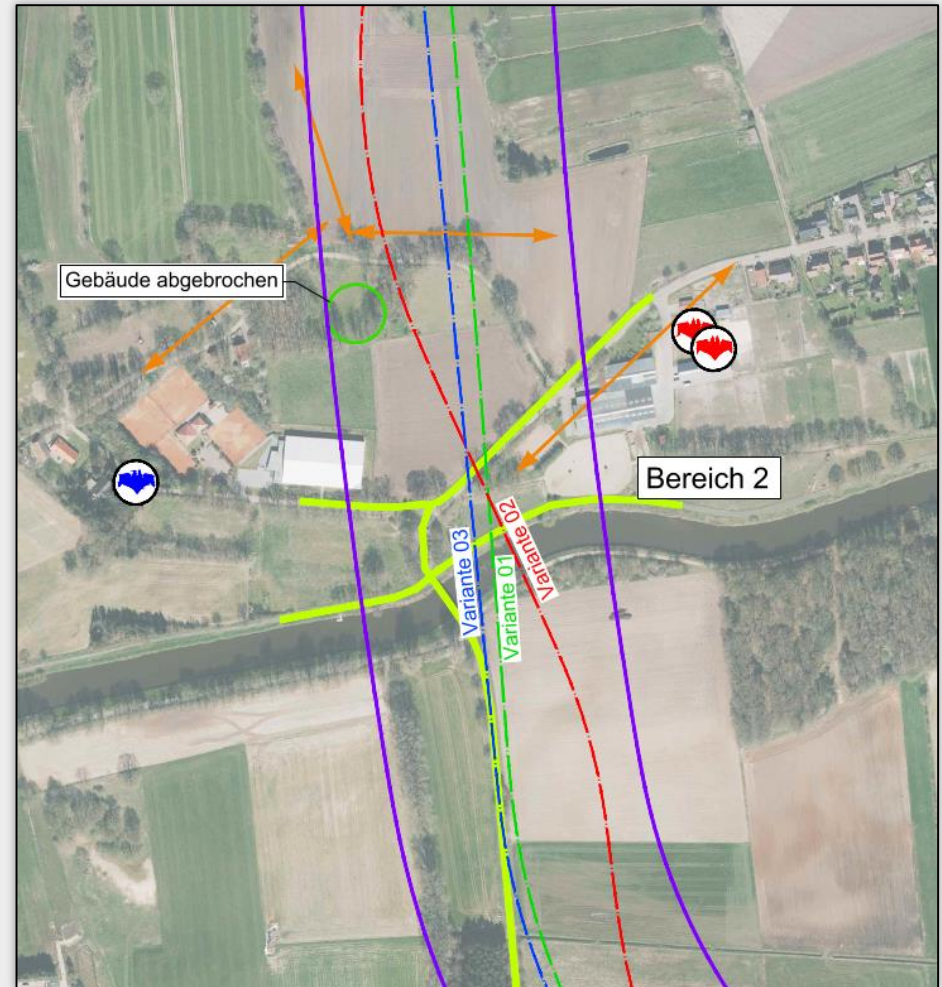 Gebäude abgebrochen
Bereich 2
Variante 03
Variante 01
Variante 02